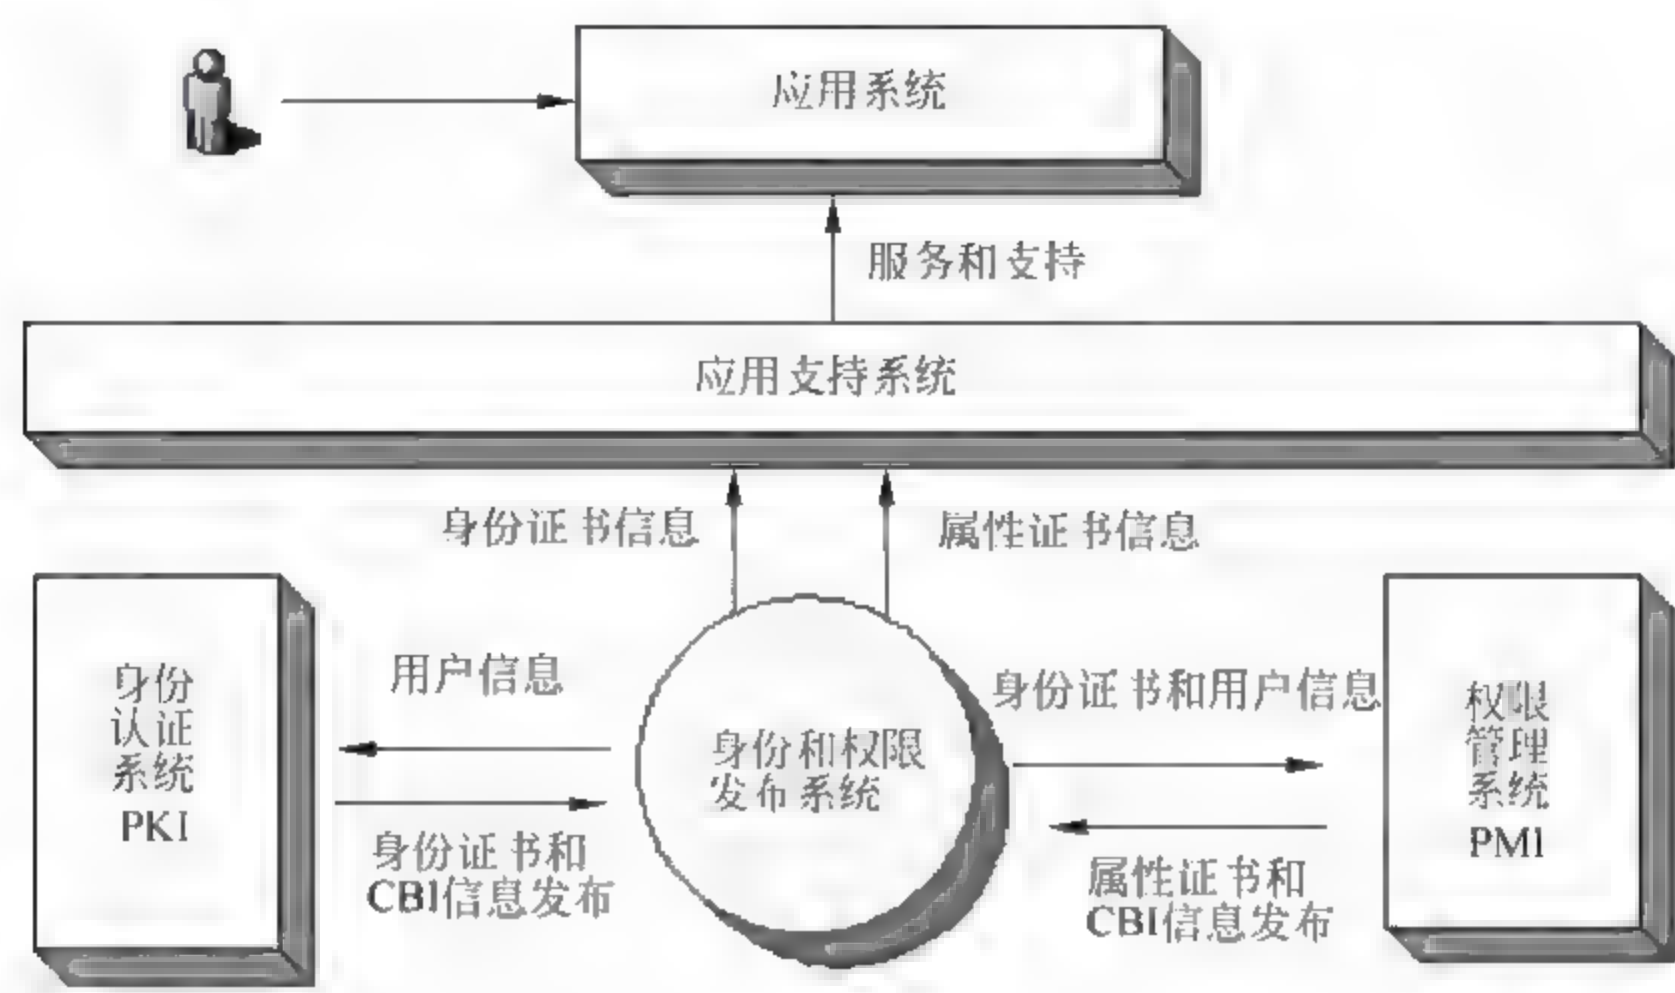 应用系统
服务和支持
应用支持系统
身份证书信息
属性证书信息
身份
认证
系统
PKI
用户信息
身份证书和
CBI信息发布
身份和权限
发布系统
身份证书和用户信息
属性证书和
CBI信息发布
权限
管理
系统
PMI